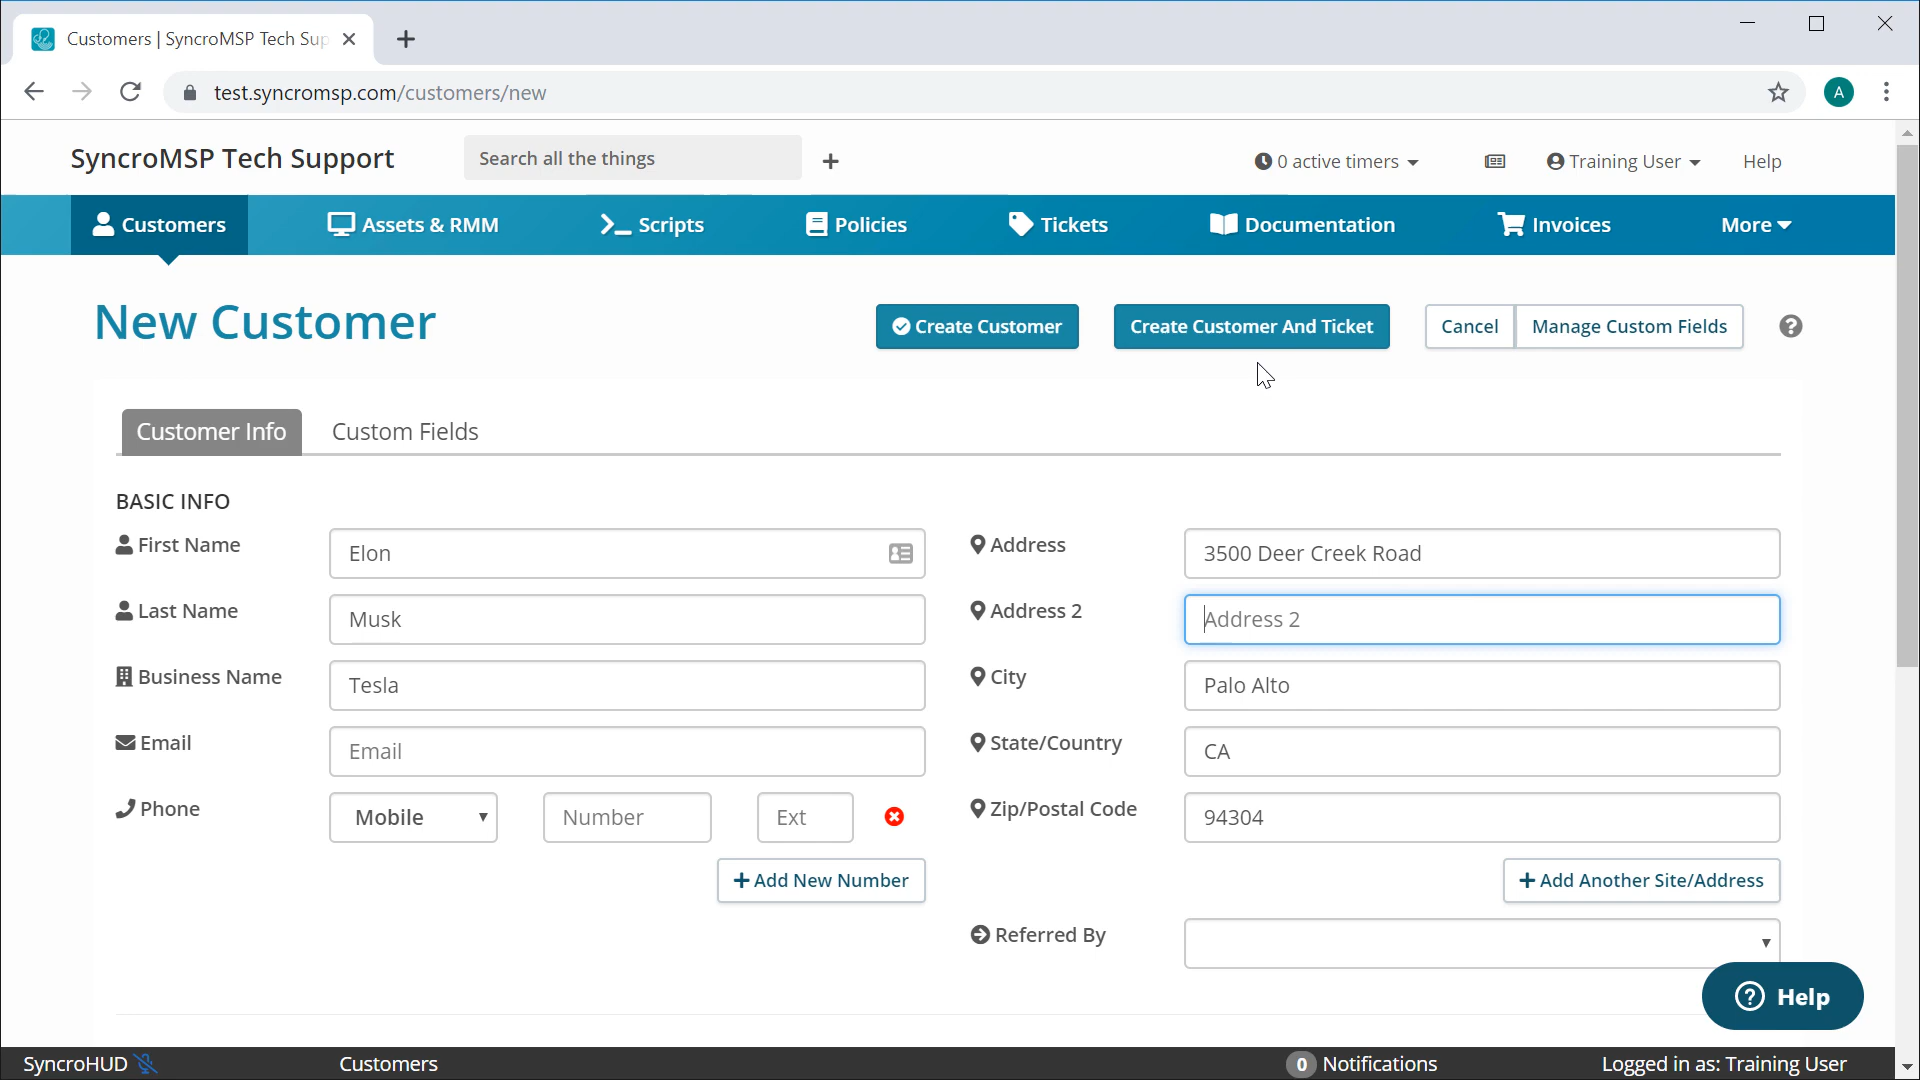 Customers | SyncroMSP Tech Sup
test.syncromsp.com/customers/new
A
SyncroMSP Tech Support
Search all the things
0 active timers
Training User
Help
Customers
Assets & RMM
Scripts
Policies
Tickets
Documentation
Invoices
More
New Customer
Create Customer
Create Customer And Ticket
Cancel
Manage Custom Fields
Customer Info
Custom Fields
BASIC INFO
First Name
Elon
Address
3500 Deer Creek Road
Last Name
Musk
Address 2
Address 2
Business Name
Tesla
City
Palo Alto
Email
Email
State/Country
CA
Phone
Mobile
Number
Ext
Zip/Postal Code
94304
+ Add New Number
+ Add Another Site/Address
Referred By
Help
SyncroHUD
Customers
0 Notifications
Logged in as: Training User